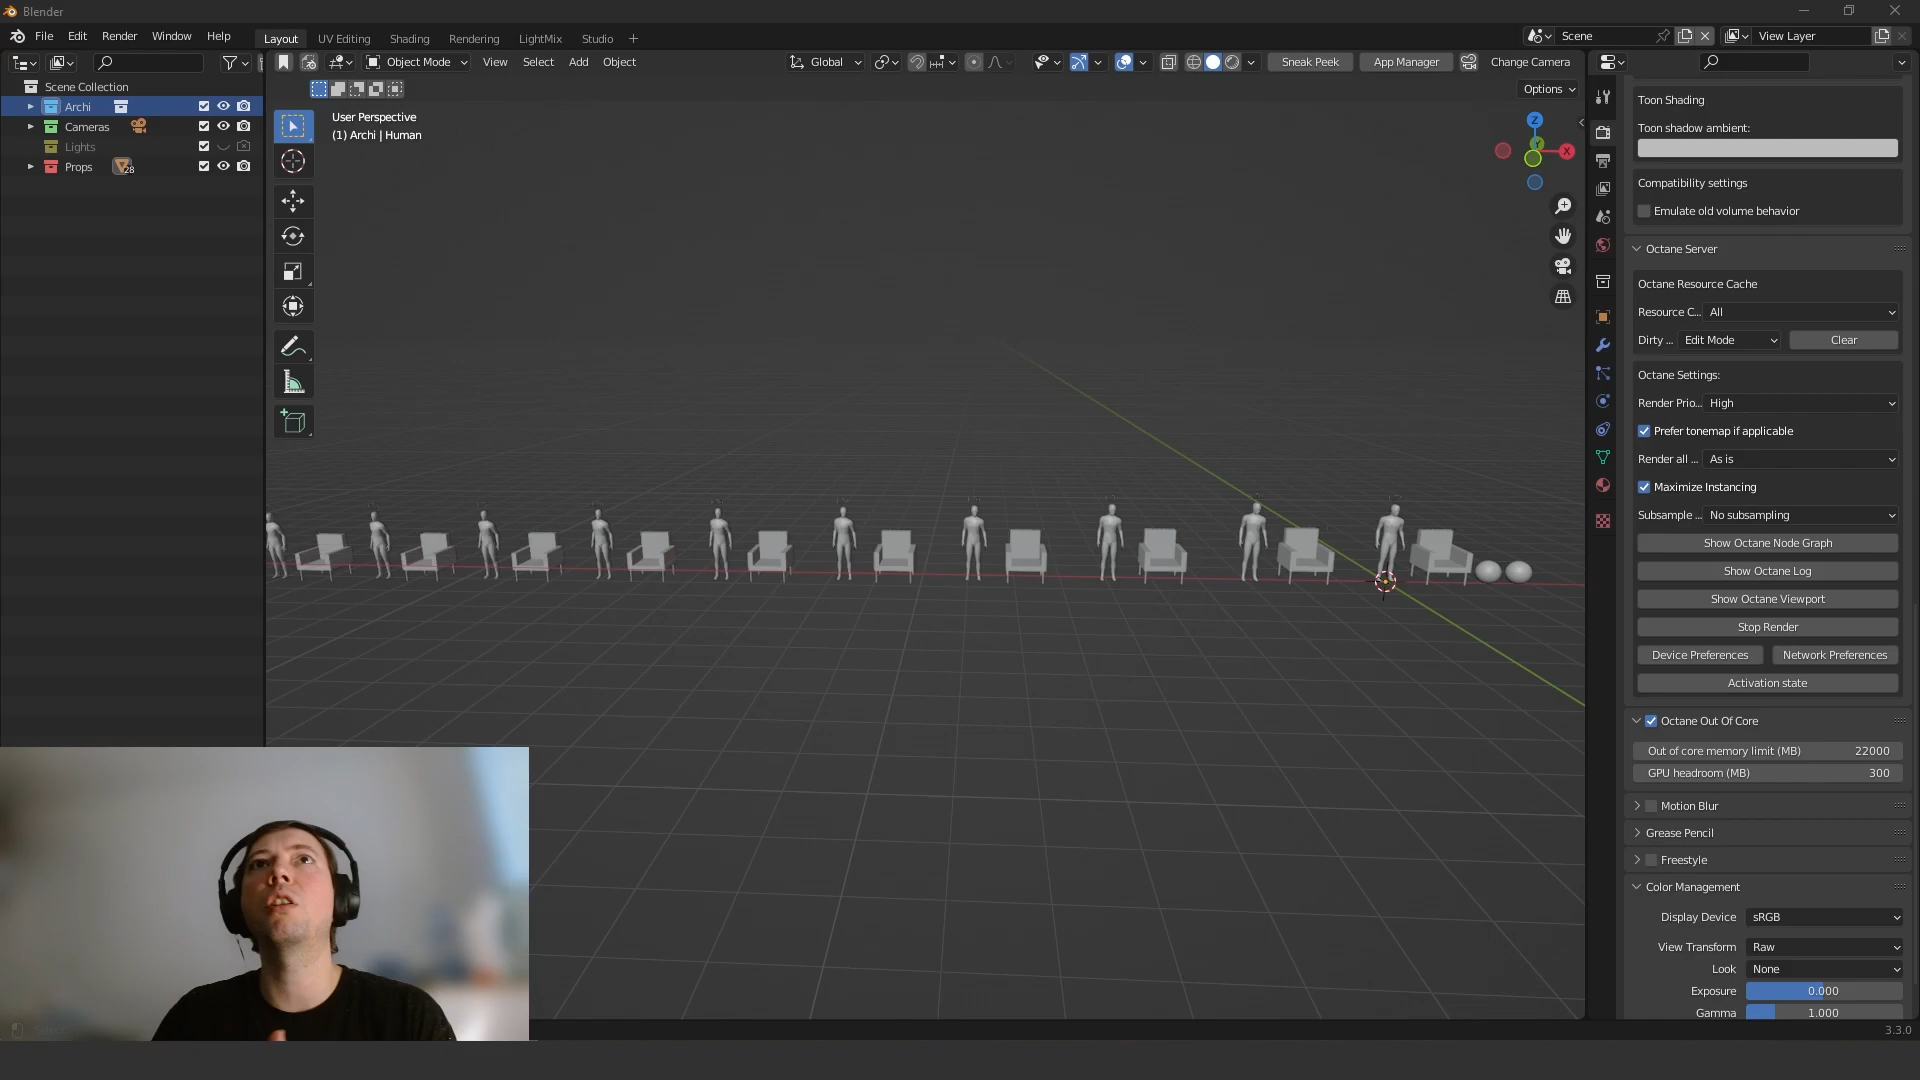 Blender
File Edit Render Window Help
Layout UV Editing Shading Rendering LightMix Studio +
Scene
View Layer
Object Mode View Select Add Object
Global
Sneak Peek App Manager Change Camera
Options
Scene Collection
Archi
Cameras
Lights
Props 28
User Perspective
(1) Archi | Human
Z
X
Toon Shading
Toon shadow ambient:
Compatibility settings
Emulate old volume behavior
Octane Server
Octane Resource Cache
Resource C... All
Dirty ... Edit Mode Clear
Octane Settings:
Render Prio... High
Prefer tonemap if applicable
Render all ... As is
Maximize Instancing
Subsample ... No subsampling
Show Octane Node Graph
Show Octane Log
Show Octane Viewport
Stop Render
Device Preferences Network Preferences
Activation state
Octane Out Of Core
Out of core memory limit (MB) 22000
GPU headroom (MB) 300
Motion Blur
Grease Pencil
Freestyle
Color Management
Display Device sRGB
View Transform Raw
Look None
Exposure 0.000
Gamma 1.000
3.3.0